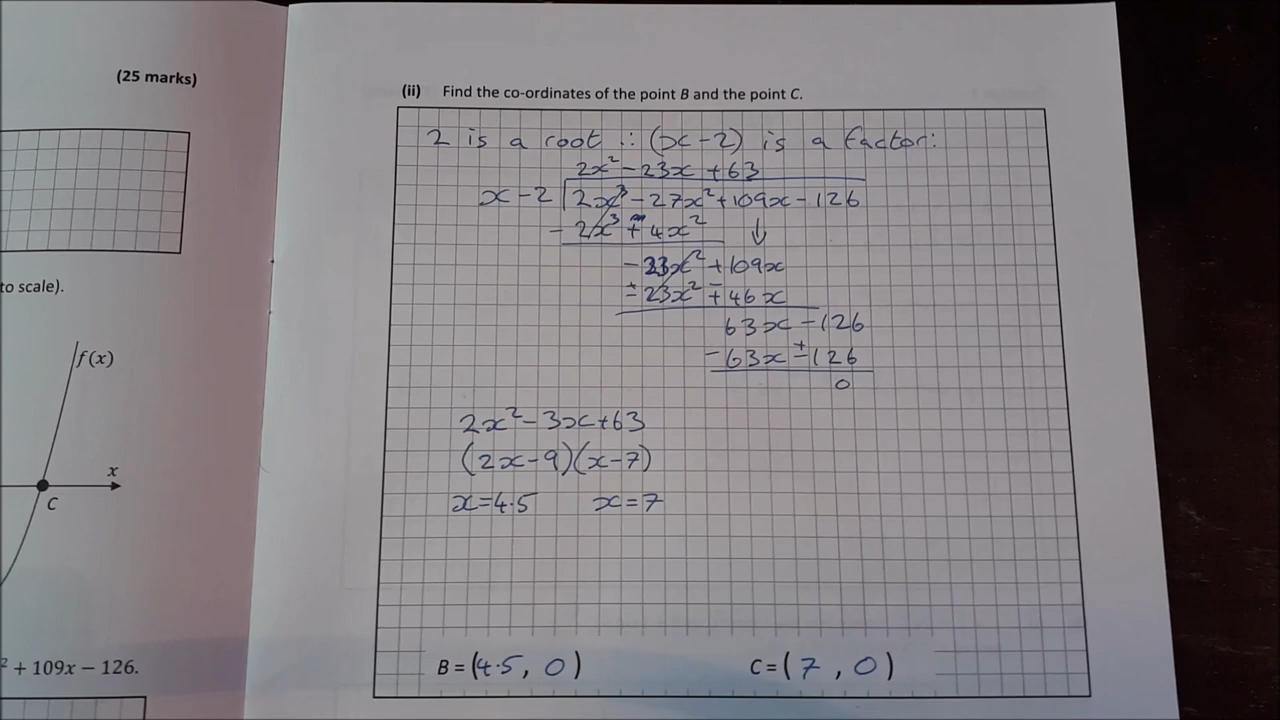 (25 marks)
to scale).
f(x)
x
C
² + 109x − 126.
(ii) Find the co-ordinates of the point B and the point C.
2 is a root ∴ (x-2) is a factor:
2x² - 23x + 63
x - 2 2x³ - 27x² + 109x - 126
- 2x³ + 4x² ↓
- 23x² + 109x
± 23x² ∓ 46x
63x - 126
- 63x ± 126
0
2x² - 3x + 63
(2x - 9)(x - 7)
x = 4.5 x = 7
B = (4.5, 0) C = (7, 0)